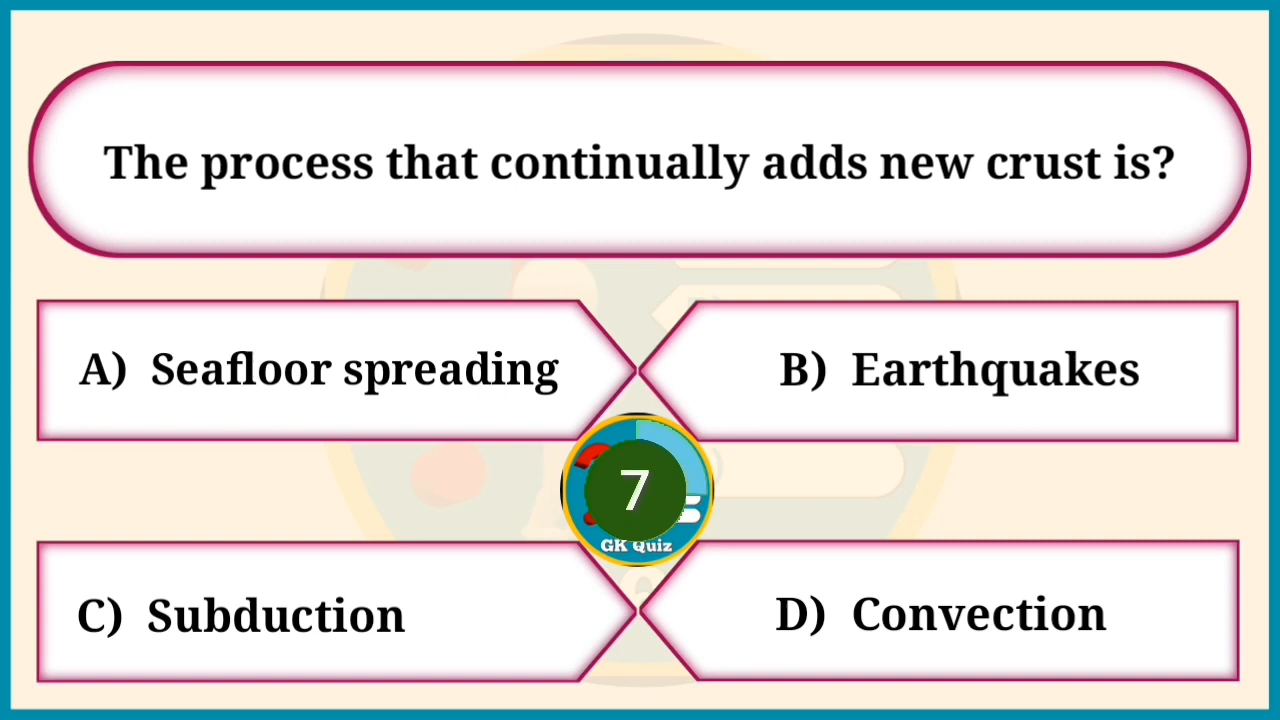 The process that continually adds new crust is?
A) Seafloor spreading
B) Earthquakes
7
GK Quiz
C) Subduction
D) Convection